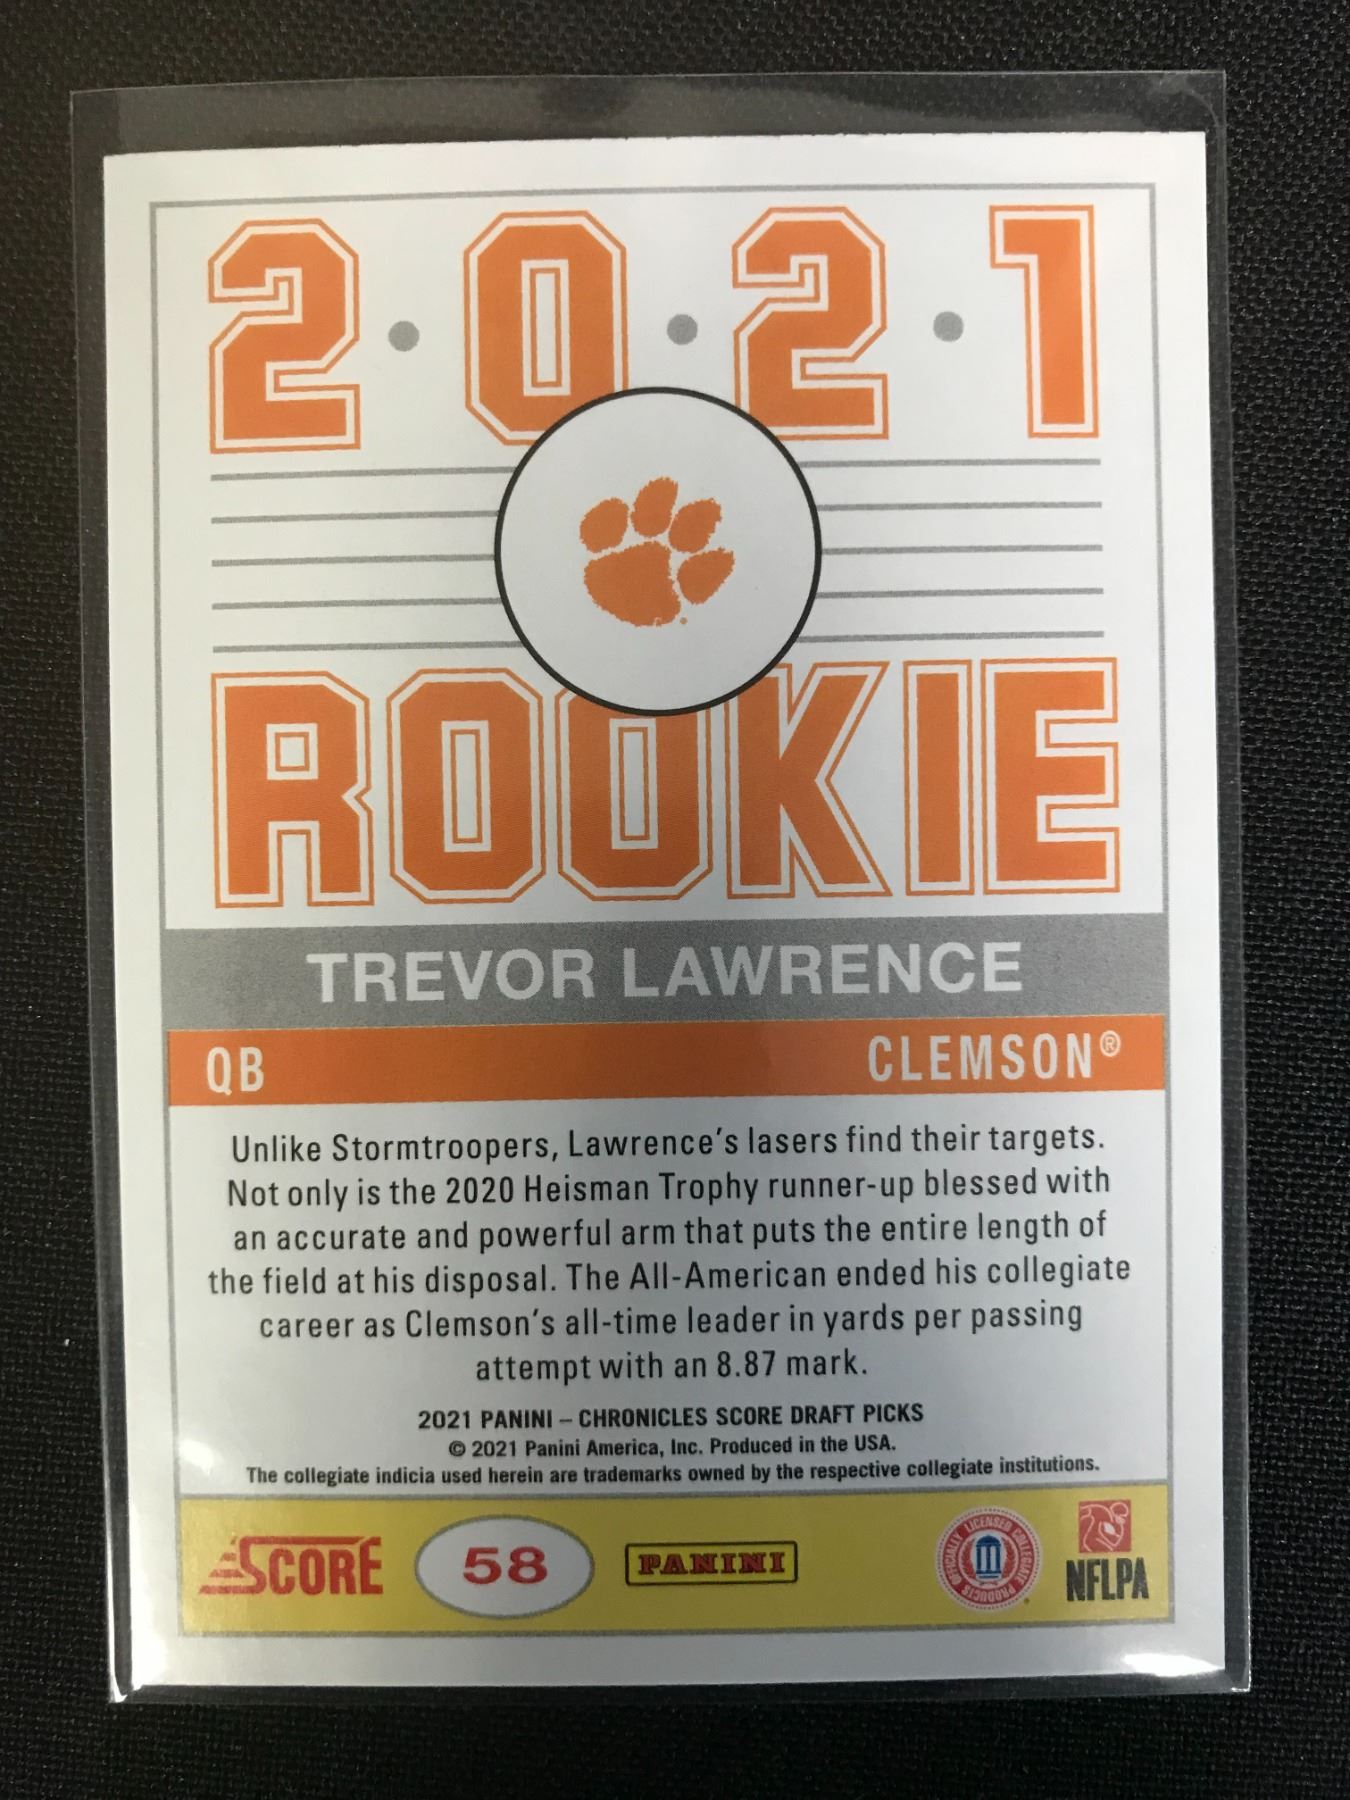 2·0·2·1
ROOKIE
TREVOR LAWRENCE
QB CLEMSON®
Unlike Stormtroopers, Lawrence's lasers find their targets.
Not only is the 2020 Heisman Trophy runner-up blessed with
an accurate and powerful arm that puts the entire length of
the field at his disposal. The All-American ended his collegiate
career as Clemson's all-time leader in yards per passing
attempt with an 8.87 mark.
2021 PANINI – CHRONICLES SCORE DRAFT PICKS
© 2021 Panini America, Inc. Produced in the USA.
The collegiate indicia used herein are trademarks owned by the respective collegiate institutions.
SCORE 58 PANINI OFFICIALLY LICENSED COLLEGIATE PRODUCTS NFLPA